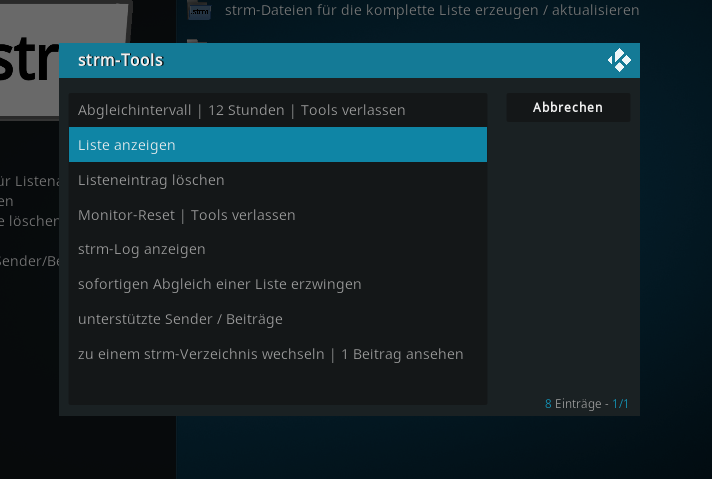 strm-Dateien für die komplette Liste erzeugen / aktualisieren
strm
strm-Tools
Abgleichintervall | 12 Stunden | Tools verlassen
Abbrechen
Liste anzeigen
Listeneintrag löschen
Monitor-Reset | Tools verlassen
strm-Log anzeigen
sofortigen Abgleich einer Liste erzwingen
unterstützte Sender / Beiträge
zu einem strm-Verzeichnis wechseln | 1 Beitrag ansehen
8 Einträge - 1/1
ür Listena
en
e löschen
Sender/Be